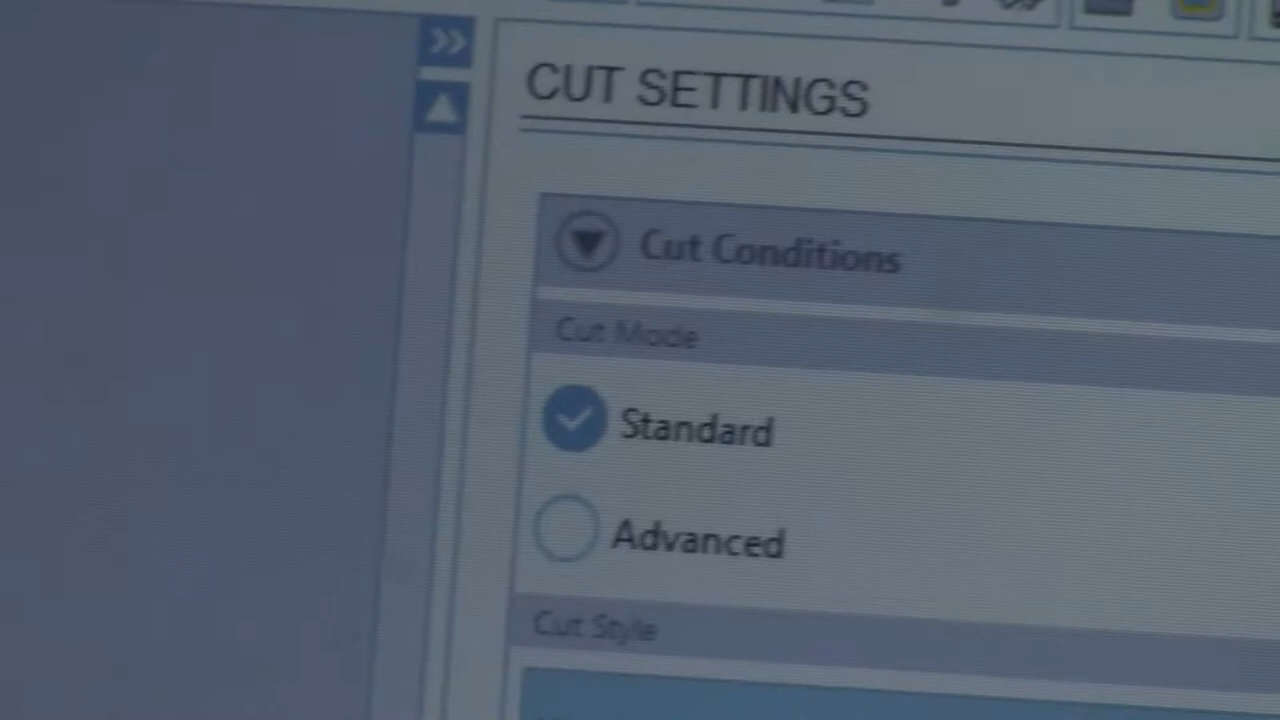 CUT SETTINGS
Cut Conditions
Cut Mode
Standard
Advanced
Cut Style